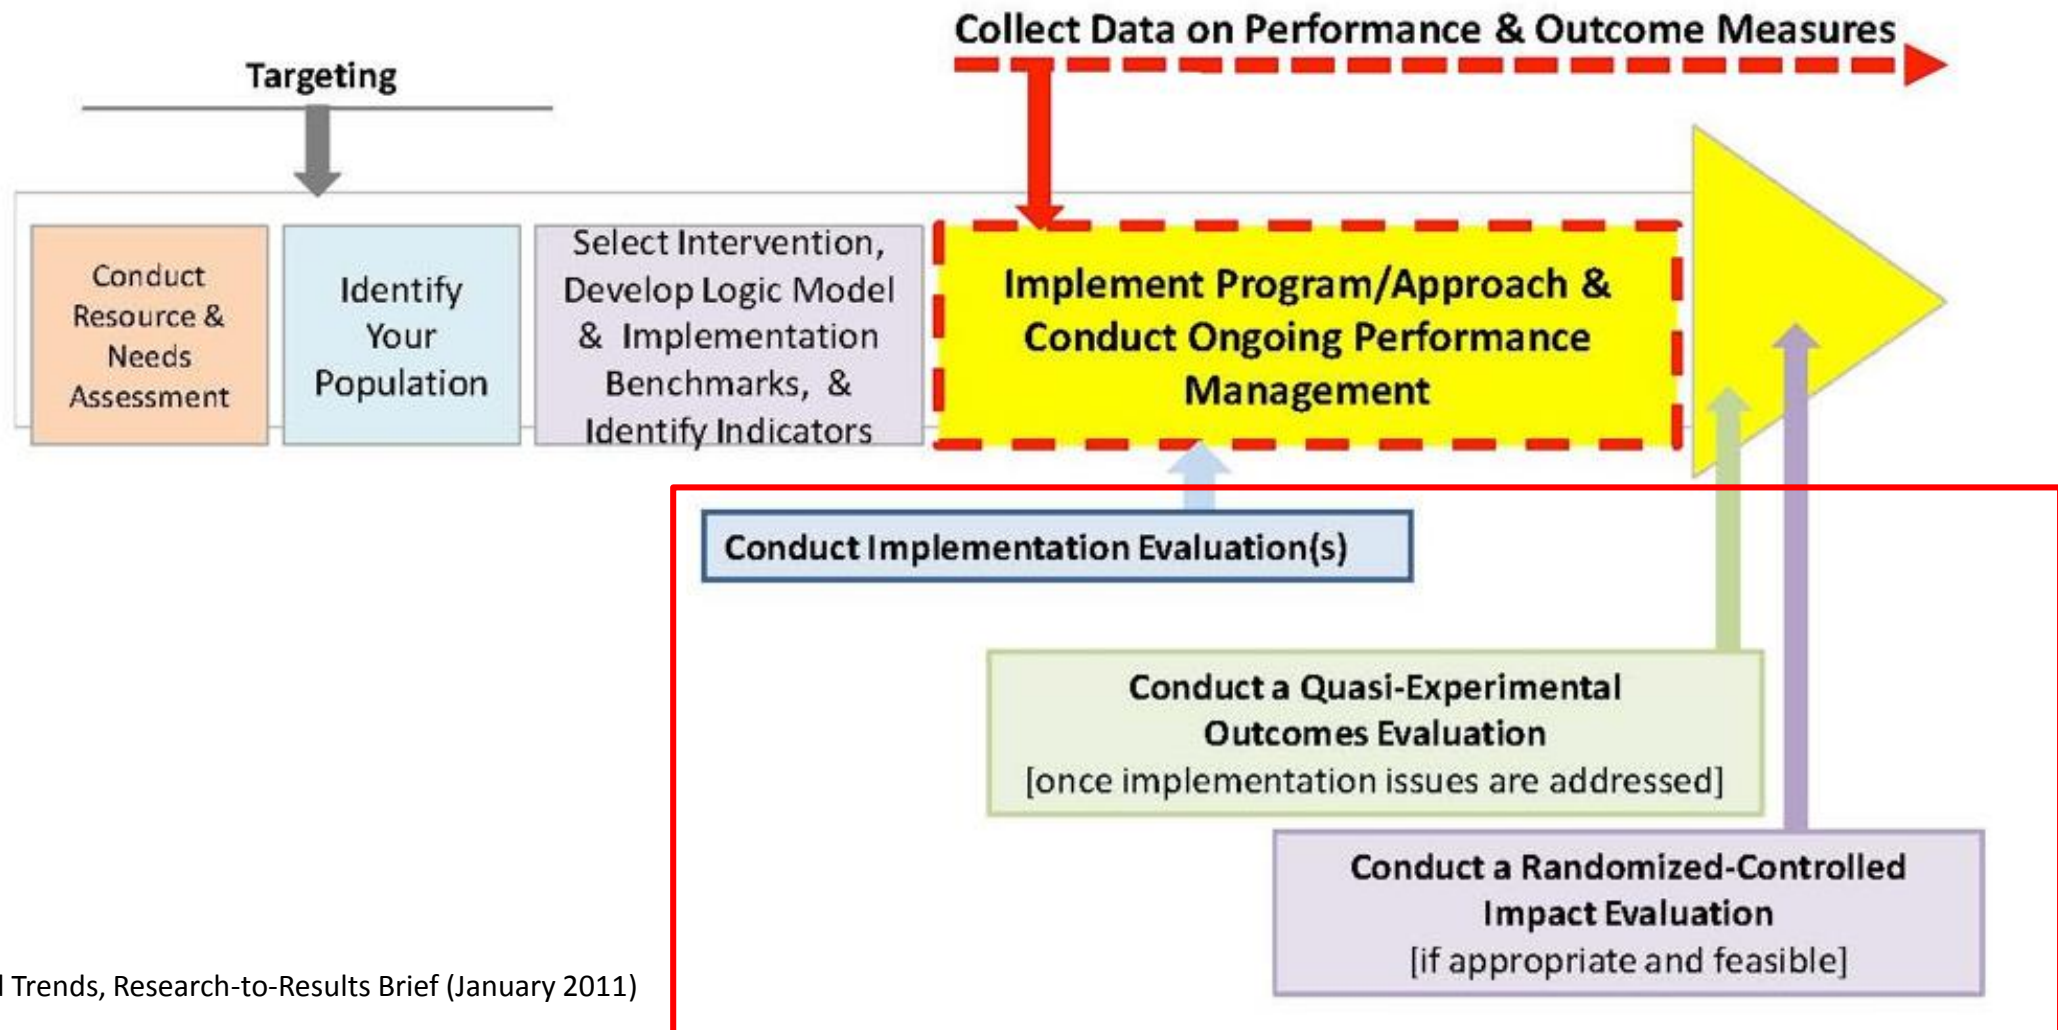 Collect Data on Performance & Outcome Measures
Targeting
Conduct
Resource &
Needs
Assessment
Identify
Your
Population
Select Intervention,
Develop Logic Model
& Implementation
Benchmarks, &
Identify Indicators
Implement Program/Approach &
Conduct Ongoing Performance
Management
Conduct Implementation Evaluation(s)
Conduct a Quasi-Experimental
Outcomes Evaluation
[once implementation issues are addressed]
Conduct a Randomized-Controlled
Impact Evaluation
[if appropriate and feasible]
Trends, Research-to-Results Brief (January 2011)